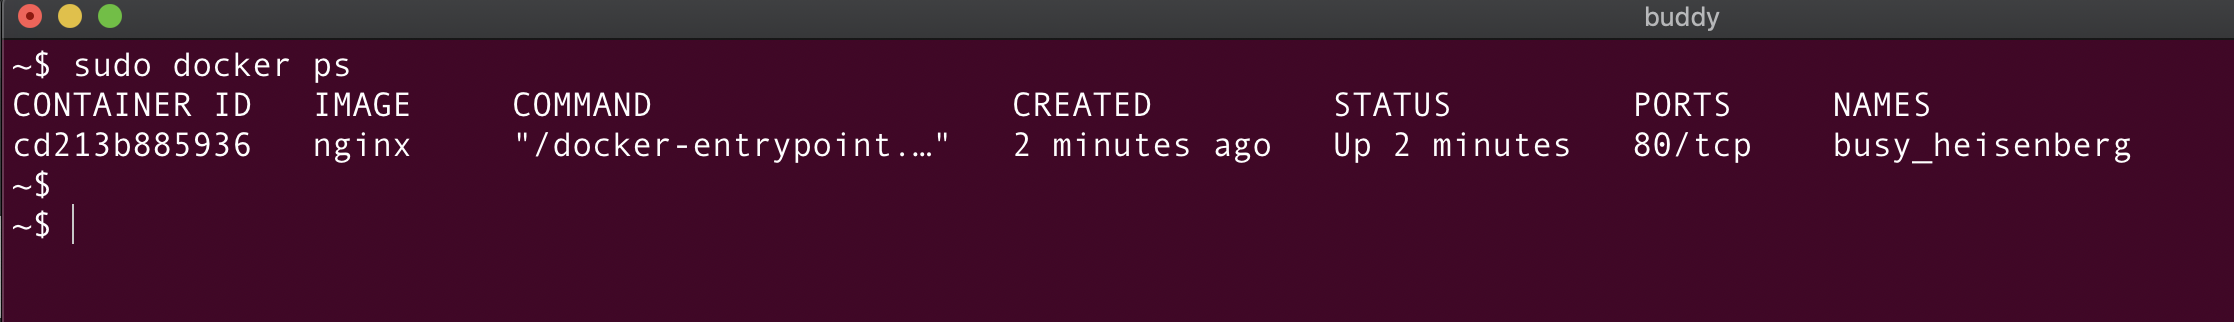 buddy
~$ sudo docker ps
CONTAINER ID   IMAGE     COMMAND                  CREATED         STATUS         PORTS     NAMES
cd213b885936   nginx     "/docker-entrypoint.…"   2 minutes ago   Up 2 minutes   80/tcp    busy_heisenberg
~$
~$